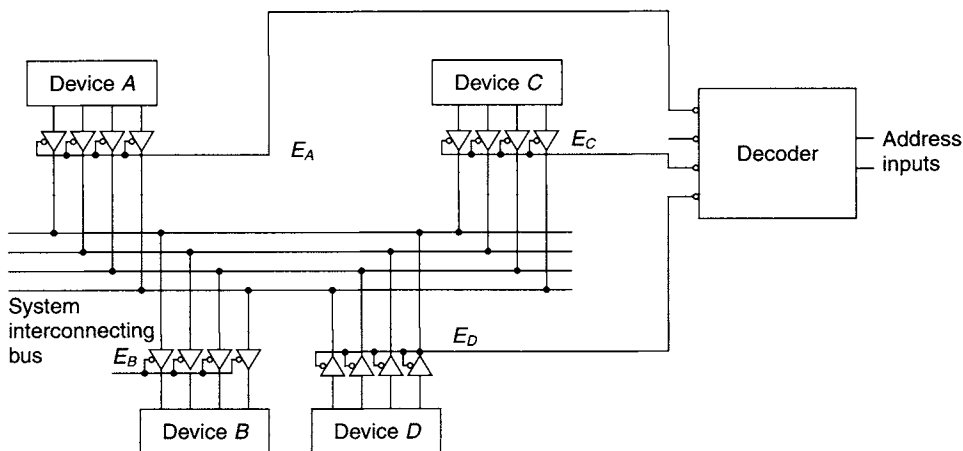 Device A
Device C
E_A
E_C
Decoder
Address
inputs
System
interconnecting
bus
E_B
E_D
Device B
Device D